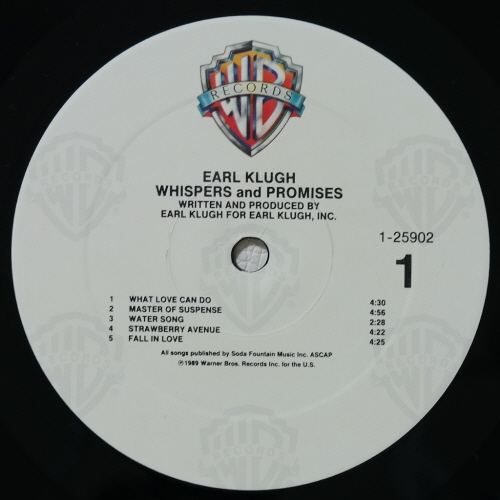 WB
RECORDS
EARL KLUGH
WHISPERS and PROMISES
WRITTEN AND PRODUCED BY
EARL KLUGH FOR EARL KLUGH, INC.
1-25902
1
1 WHAT LOVE CAN DO 4:30
2 MASTER OF SUSPENSE 4:56
3 WATER SONG 2:28
4 STRAWBERRY AVENUE 4:22
5 FALL IN LOVE 4:25
All songs published by Soda Fountain Music Inc. ASCAP
℗1989 Warner Bros. Records Inc. for the U.S.